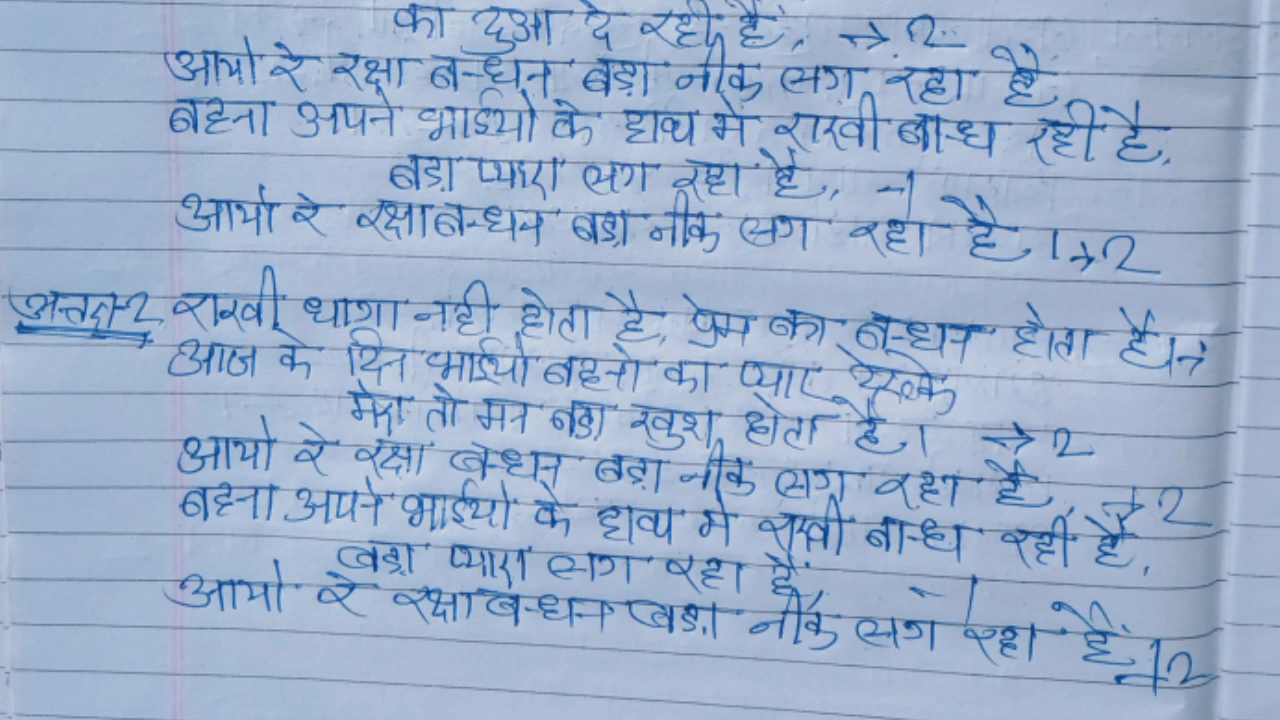 का दुआ दे रही है, → 2
आयो रे रक्षा बन्धन बड़ा नीक लग रहा है
बहना अपने भाईयो के हाथ में राखी बान्ध रही है,
बड़ा प्यारा लग रहा है, -1
आयो रे रक्षाबन्धन बड़ा नीक लग रहा है, । → 2
अन्तरा-2 राखी धागा नही होता है, प्रेम का बन्धन होता है।
आज के दिन भाईयो बहनो का प्यार देखके
मेरा तो मन बड़ा खुश होता है। → 2
आयो रे रक्षा बन्धन बड़ा नीक लग रहा है, → 2
बहना अपने भाईयो के हाथ मे राखी बान्ध रही है,
बड़ा प्यारा लग रहा है, -1
आयो रे रक्षाबन्धन बड़ा नीक लग रहा है, → 2